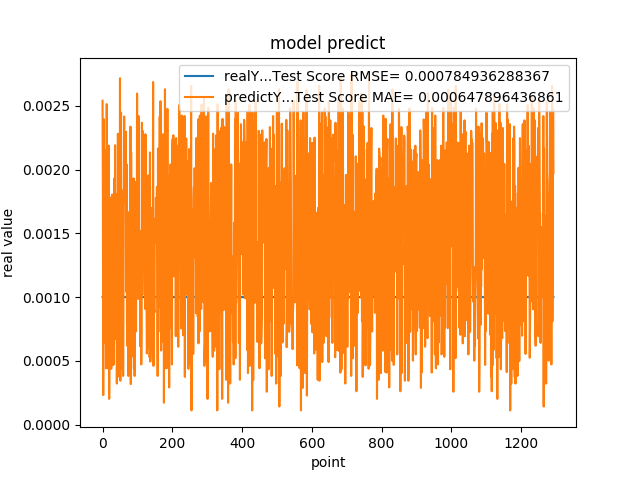 model predict
realY...Test Score RMSE= 0.000784936288367
predictY...Test Score MAE= 0.000647896436861
real value
0.0025
0.0020
0.0015
0.0010
0.0005
0.0000
0 200 400 600 800 1000 1200
point